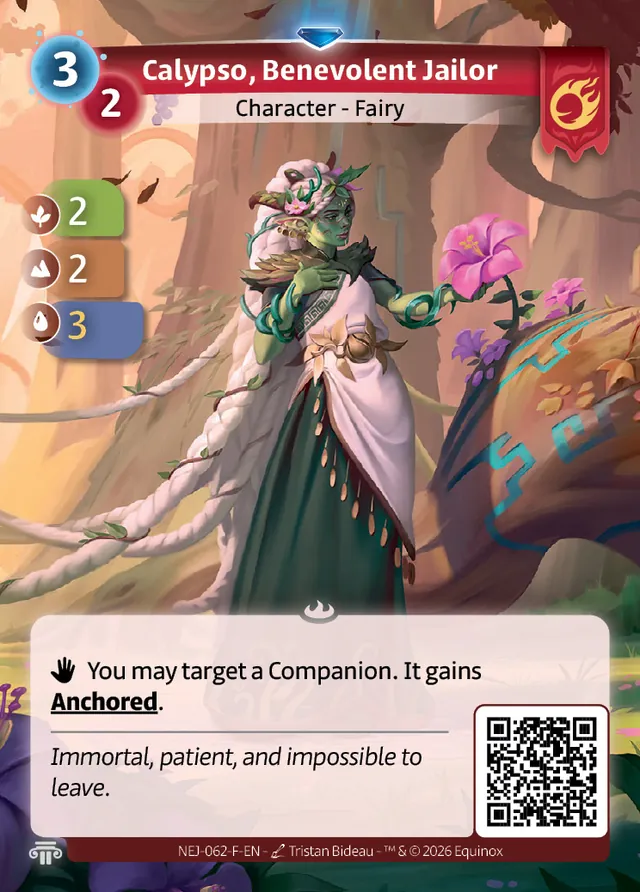 3
Calypso, Benevolent Jailor
2
Character - Fairy
2
2
3
You may target a Companion. It gains
Anchored.
Immortal, patient, and impossible to
leave.
NEJ-062-F-EN - Tristan Bideau - ™ & © 2026 Equinox